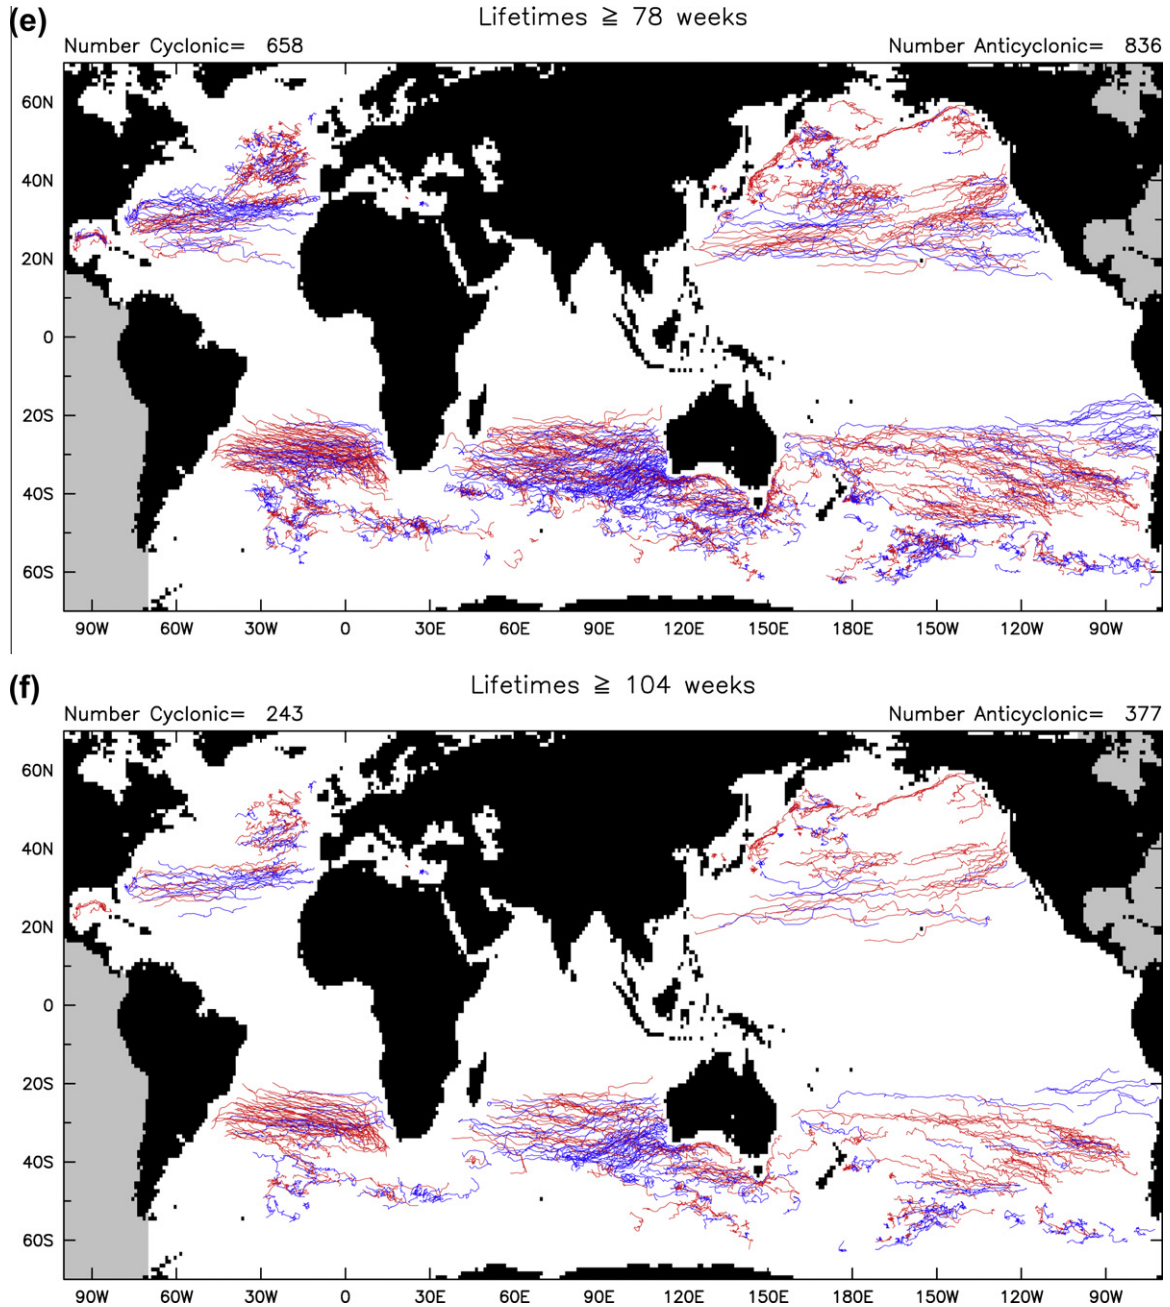 (e)
Lifetimes ≧ 78 weeks
Number Cyclonic= 658 Number Anticyclonic= 836
60N
40N
20N
0
20S
40S
60S
90W 60W 30W 0 30E 60E 90E 120E 150E 180E 150W 120W 90W
(f)
Lifetimes ≧ 104 weeks
Number Cyclonic= 243 Number Anticyclonic= 377
60N
40N
20N
0
20S
40S
60S
90W 60W 30W 0 30E 60E 90E 120E 150E 180E 150W 120W 90W